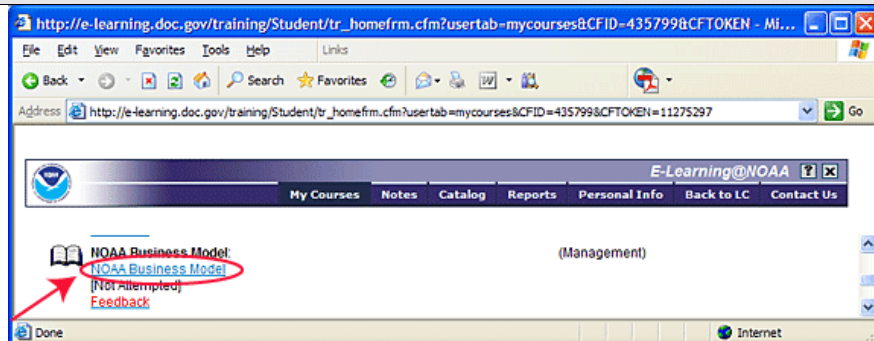 http://e-learning.doc.gov/training/Student/tr_homefrm.cfm?usertab=mycourses&CFID=435799&CFTOKEN - Mi...
File Edit View Favorites Tools Help Links
Back Search Favorites
Address http://e-learning.doc.gov/training/Student/tr_homefrm.cfm?usertab=mycourses&CFID=435799&CFTOKEN=11275297 Go
E-Learning@NOAA ? X
My Courses Notes Catalog Reports Personal Info Back to LC Contact Us
NOAA Business Model: (Management)
NOAA Business Model
[Not Attempted]
Feedback
Done Internet